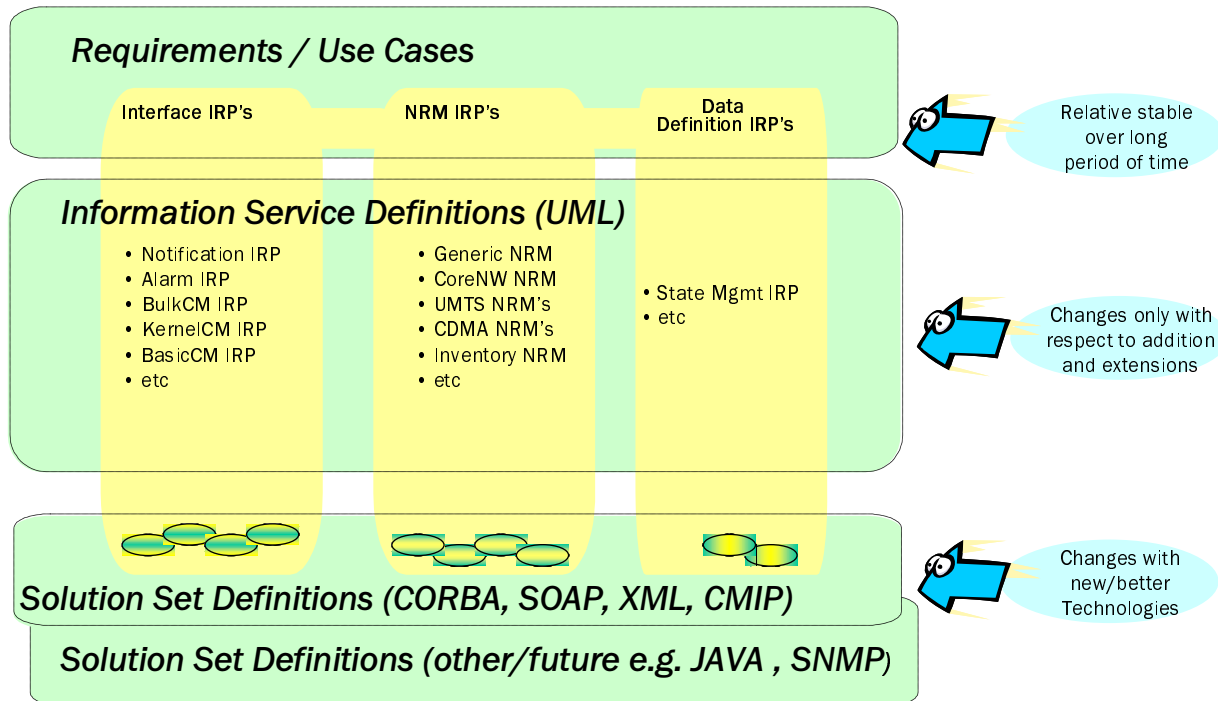 Requirements / Use Cases
Interface IRP's
NRM IRP's
Data
Definition IRP's
Relative stable
over long
period of time
Information Service Definitions (UML)
• Notification IRP
• Alarm IRP
• BulkCM IRP
• KernelCM IRP
• BasicCM IRP
• etc
• Generic NRM
• CoreNW NRM
• UMTS NRM's
• CDMA NRM's
• Inventory NRM
• etc
• State Mgmt IRP
• etc
Changes only with
respect to addition
and extensions
Solution Set Definitions (CORBA, SOAP, XML, CMIP)
Changes with
new/better
Technologies
Solution Set Definitions (other/future e.g. JAVA , SNMP)